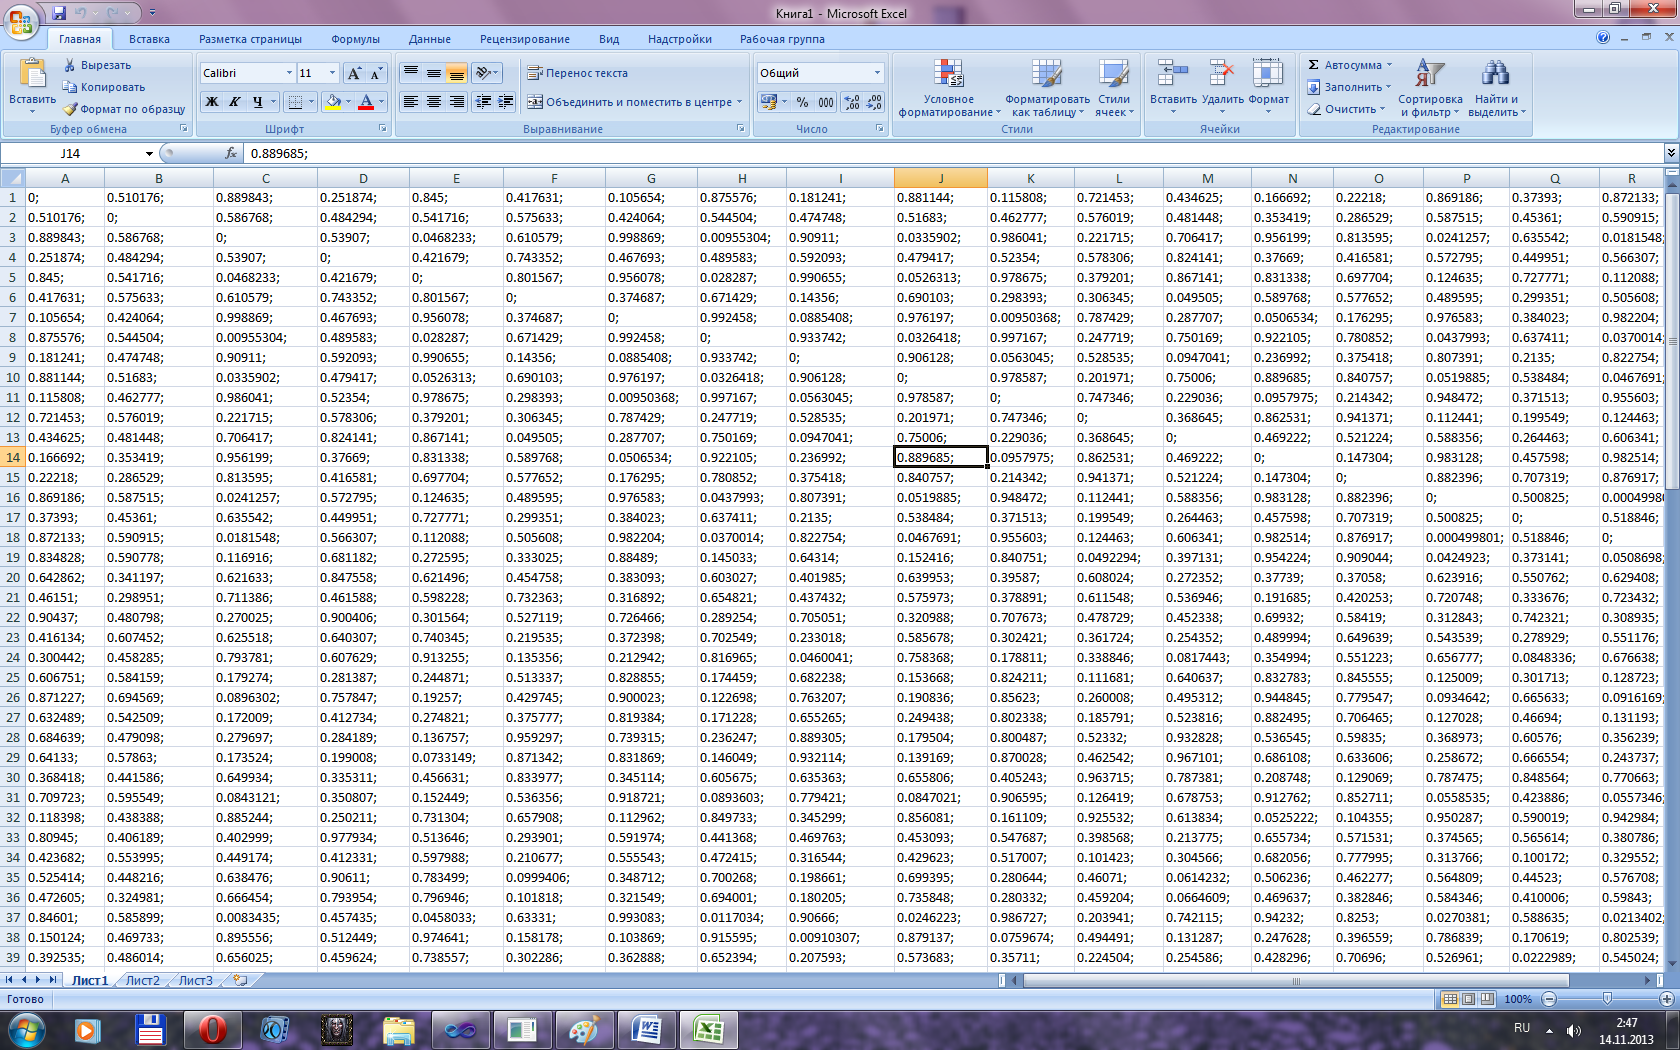 Книга1 - Microsoft Excel
Главная Вставка Разметка страницы Формулы Данные Рецензирование Вид Надстройки Рабочая группа
Вставить
Вырезать
Копировать
Формат по образцу
Буфер обмена
Calibri 11
Ж К Ч
Шрифт
Перенос текста
Объединить и поместить в центре
Выравнивание
Общий
% 000
Число
Условное форматирование
Форматировать как таблицу
Стили ячеек
Стили
Вставить Удалить Формат
Ячейки
Σ Автосумма
Заполнить
Очистить
Сортировка и фильтр
Найти и выделить
Редактирование
J14 fx 0.889685;
A B C D E F G H I J K L M N O P Q R
1 0; 0.510176; 0.889843; 0.251874; 0.845; 0.417631; 0.105654; 0.875576; 0.181241; 0.881144; 0.115808; 0.721453; 0.434625; 0.166692; 0.22218; 0.869186; 0.37393; 0.872133;
2 0.510176; 0; 0.586768; 0.484294; 0.541716; 0.575633; 0.424064; 0.544504; 0.474748; 0.51683; 0.462777; 0.576019; 0.481448; 0.353419; 0.286529; 0.587515; 0.45361; 0.590915;
3 0.889843; 0.586768; 0; 0.53907; 0.0468233; 0.610579; 0.998869; 0.00955304; 0.90911; 0.0335902; 0.986041; 0.221715; 0.706417; 0.956199; 0.813595; 0.0241257; 0.635542; 0.0181548;
4 0.251874; 0.484294; 0.53907; 0; 0.421679; 0.743352; 0.467693; 0.489583; 0.592093; 0.479417; 0.52354; 0.578306; 0.824141; 0.37669; 0.416581; 0.572795; 0.449951; 0.566307;
5 0.845; 0.541716; 0.0468233; 0.421679; 0; 0.801567; 0.956078; 0.028287; 0.990655; 0.0526313; 0.978675; 0.379201; 0.867141; 0.831338; 0.697704; 0.124635; 0.727771; 0.112088;
6 0.417631; 0.575633; 0.610579; 0.743352; 0.801567; 0; 0.374687; 0.671429; 0.14356; 0.690103; 0.298393; 0.306345; 0.049505; 0.589768; 0.577652; 0.489595; 0.299351; 0.505608;
7 0.105654; 0.424064; 0.998869; 0.467693; 0.956078; 0.374687; 0; 0.992458; 0.0885408; 0.976197; 0.00950368; 0.787429; 0.287707; 0.0506534; 0.176295; 0.976583; 0.384023; 0.982204;
8 0.875576; 0.544504; 0.00955304; 0.489583; 0.028287; 0.671429; 0.992458; 0; 0.933742; 0.0326418; 0.997167; 0.247719; 0.750169; 0.922105; 0.780852; 0.0437993; 0.637411; 0.0370014;
9 0.181241; 0.474748; 0.90911; 0.592093; 0.990655; 0.14356; 0.0885408; 0.933742; 0; 0.906128; 0.0563045; 0.528535; 0.0947041; 0.236992; 0.375418; 0.807391; 0.2135; 0.822754;
10 0.881144; 0.51683; 0.0335902; 0.479417; 0.0526313; 0.690103; 0.976197; 0.0326418; 0.906128; 0; 0.978587; 0.201971; 0.75006; 0.889685; 0.840757; 0.0519885; 0.538484; 0.0467691;
11 0.115808; 0.462777; 0.986041; 0.52354; 0.978675; 0.298393; 0.00950368; 0.997167; 0.0563045; 0.978587; 0; 0.747346; 0.229036; 0.0957975; 0.214342; 0.948472; 0.371513; 0.955603;
12 0.721453; 0.576019; 0.221715; 0.578306; 0.379201; 0.306345; 0.787429; 0.247719; 0.528535; 0.201971; 0.747346; 0; 0.368645; 0.862531; 0.941371; 0.112441; 0.199549; 0.124463;
13 0.434625; 0.481448; 0.706417; 0.824141; 0.867141; 0.049505; 0.287707; 0.750169; 0.0947041; 0.75006; 0.229036; 0.368645; 0; 0.469222; 0.521224; 0.588356; 0.264463; 0.606341;
14 0.166692; 0.353419; 0.956199; 0.37669; 0.831338; 0.589768; 0.0506534; 0.922105; 0.236992; 0.889685; 0.0957975; 0.862531; 0.469222; 0; 0.147304; 0.983128; 0.457598; 0.982514;
15 0.22218; 0.286529; 0.813595; 0.416581; 0.697704; 0.577652; 0.176295; 0.780852; 0.375418; 0.840757; 0.214342; 0.941371; 0.521224; 0.147304; 0; 0.882396; 0.707319; 0.876917;
16 0.869186; 0.587515; 0.0241257; 0.572795; 0.124635; 0.489595; 0.976583; 0.0437993; 0.807391; 0.0519885; 0.948472; 0.112441; 0.588356; 0.983128; 0.882396; 0; 0.500825; 0.0004998
17 0.37393; 0.45361; 0.635542; 0.449951; 0.727771; 0.299351; 0.384023; 0.637411; 0.2135; 0.538484; 0.371513; 0.199549; 0.264463; 0.457598; 0.707319; 0.500825; 0; 0.518846;
18 0.872133; 0.590915; 0.0181548; 0.566307; 0.112088; 0.505608; 0.982204; 0.0370014; 0.822754; 0.0467691; 0.955603; 0.124463; 0.606341; 0.982514; 0.876917; 0.000499801; 0.518846; 0;
19 0.834828; 0.590778; 0.116916; 0.681182; 0.272595; 0.333025; 0.88489; 0.145033; 0.64314; 0.152416; 0.840751; 0.0492294; 0.397131; 0.954224; 0.909044; 0.0424923; 0.373141; 0.0508698;
20 0.642862; 0.341197; 0.621633; 0.847558; 0.621496; 0.454758; 0.383093; 0.603027; 0.401985; 0.639953; 0.39587; 0.608024; 0.272352; 0.37739; 0.37058; 0.623916; 0.550762; 0.629408;
21 0.46151; 0.298951; 0.711386; 0.461588; 0.598228; 0.732363; 0.316892; 0.654821; 0.437432; 0.575973; 0.378891; 0.611548; 0.536946; 0.191685; 0.420253; 0.720748; 0.333676; 0.723432;
22 0.90437; 0.480798; 0.270025; 0.900406; 0.301564; 0.527119; 0.726466; 0.289254; 0.705051; 0.320988; 0.707673; 0.478729; 0.452338; 0.69932; 0.58419; 0.312843; 0.742321; 0.308935;
23 0.416134; 0.607452; 0.625518; 0.640307; 0.740345; 0.219535; 0.372398; 0.702549; 0.233018; 0.585678; 0.302421; 0.361724; 0.254352; 0.489994; 0.649639; 0.543539; 0.278929; 0.551176;
24 0.300442; 0.458285; 0.793781; 0.607629; 0.913255; 0.135356; 0.212942; 0.816965; 0.0460041; 0.758368; 0.178811; 0.338846; 0.0817443; 0.354994; 0.551223; 0.656777; 0.0848336; 0.676638;
25 0.606751; 0.584159; 0.179274; 0.281387; 0.244871; 0.513337; 0.828855; 0.174459; 0.682238; 0.153668; 0.824211; 0.111681; 0.640637; 0.832783; 0.845555; 0.125009; 0.301713; 0.128723;
26 0.871227; 0.694569; 0.0896302; 0.757847; 0.19257; 0.429745; 0.900023; 0.122698; 0.763207; 0.190836; 0.85623; 0.260008; 0.495312; 0.944845; 0.779547; 0.0934642; 0.665633; 0.0916169;
27 0.632489; 0.542509; 0.172009; 0.412734; 0.274821; 0.375777; 0.819384; 0.171228; 0.655265; 0.249438; 0.802338; 0.185791; 0.523816; 0.882495; 0.706465; 0.127028; 0.46694; 0.131193;
28 0.684639; 0.479098; 0.279697; 0.284189; 0.136757; 0.959297; 0.739315; 0.236247; 0.889305; 0.179504; 0.800487; 0.52332; 0.932828; 0.536545; 0.59835; 0.368973; 0.60576; 0.356239;
29 0.64133; 0.57863; 0.173524; 0.199008; 0.0733149; 0.871342; 0.831869; 0.146049; 0.932114; 0.139169; 0.870028; 0.462542; 0.967101; 0.686108; 0.633606; 0.258672; 0.666554; 0.243737;
30 0.368418; 0.441586; 0.649934; 0.335311; 0.456631; 0.833977; 0.345114; 0.605675; 0.635363; 0.655806; 0.405243; 0.963715; 0.787381; 0.208748; 0.129069; 0.787475; 0.848564; 0.770663;
31 0.709723; 0.595549; 0.0843121; 0.350807; 0.152449; 0.536356; 0.918721; 0.0893603; 0.779421; 0.0847021; 0.906595; 0.126419; 0.678753; 0.912762; 0.852711; 0.0558535; 0.423886; 0.0557346;
32 0.118398; 0.438388; 0.885244; 0.250211; 0.731304; 0.657908; 0.112962; 0.849733; 0.345299; 0.856081; 0.161109; 0.925532; 0.613834; 0.0525222; 0.104355; 0.950287; 0.590019; 0.942984;
33 0.80945; 0.406189; 0.402999; 0.977934; 0.513646; 0.293901; 0.591974; 0.441368; 0.469763; 0.453093; 0.547687; 0.398568; 0.213775; 0.655734; 0.571531; 0.374565; 0.565614; 0.380786;
34 0.423682; 0.553995; 0.449174; 0.412331; 0.597988; 0.210677; 0.555543; 0.472415; 0.316544; 0.429623; 0.517007; 0.101423; 0.304566; 0.682056; 0.777995; 0.313766; 0.100172; 0.329552;
35 0.525414; 0.448216; 0.638476; 0.90611; 0.783499; 0.0999406; 0.348712; 0.700268; 0.198661; 0.699395; 0.280644; 0.46071; 0.0614232; 0.506236; 0.462277; 0.564809; 0.44523; 0.576708;
36 0.472605; 0.324981; 0.666454; 0.793954; 0.796946; 0.101818; 0.321549; 0.694001; 0.180205; 0.735848; 0.280332; 0.459204; 0.0664609; 0.469637; 0.382846; 0.584346; 0.410006; 0.59843;
37 0.84601; 0.585899; 0.0083435; 0.457435; 0.0458033; 0.63331; 0.993083; 0.0117034; 0.90666; 0.0246223; 0.986727; 0.203941; 0.742115; 0.94232; 0.8253; 0.0270381; 0.588635; 0.0213402;
38 0.150124; 0.469733; 0.895556; 0.512449; 0.974641; 0.158178; 0.103869; 0.915595; 0.00910307; 0.879137; 0.0759674; 0.494491; 0.131287; 0.247628; 0.396559; 0.786839; 0.170619; 0.802539;
39 0.392535; 0.486014; 0.656025; 0.459624; 0.738557; 0.302286; 0.362888; 0.652394; 0.207593; 0.573683; 0.35711; 0.224504; 0.254586; 0.428296; 0.70696; 0.526961; 0.0222989; 0.545024;
Лист1 Лист2 Лист3
Готово 100%
RU 2:47
14.11.2013